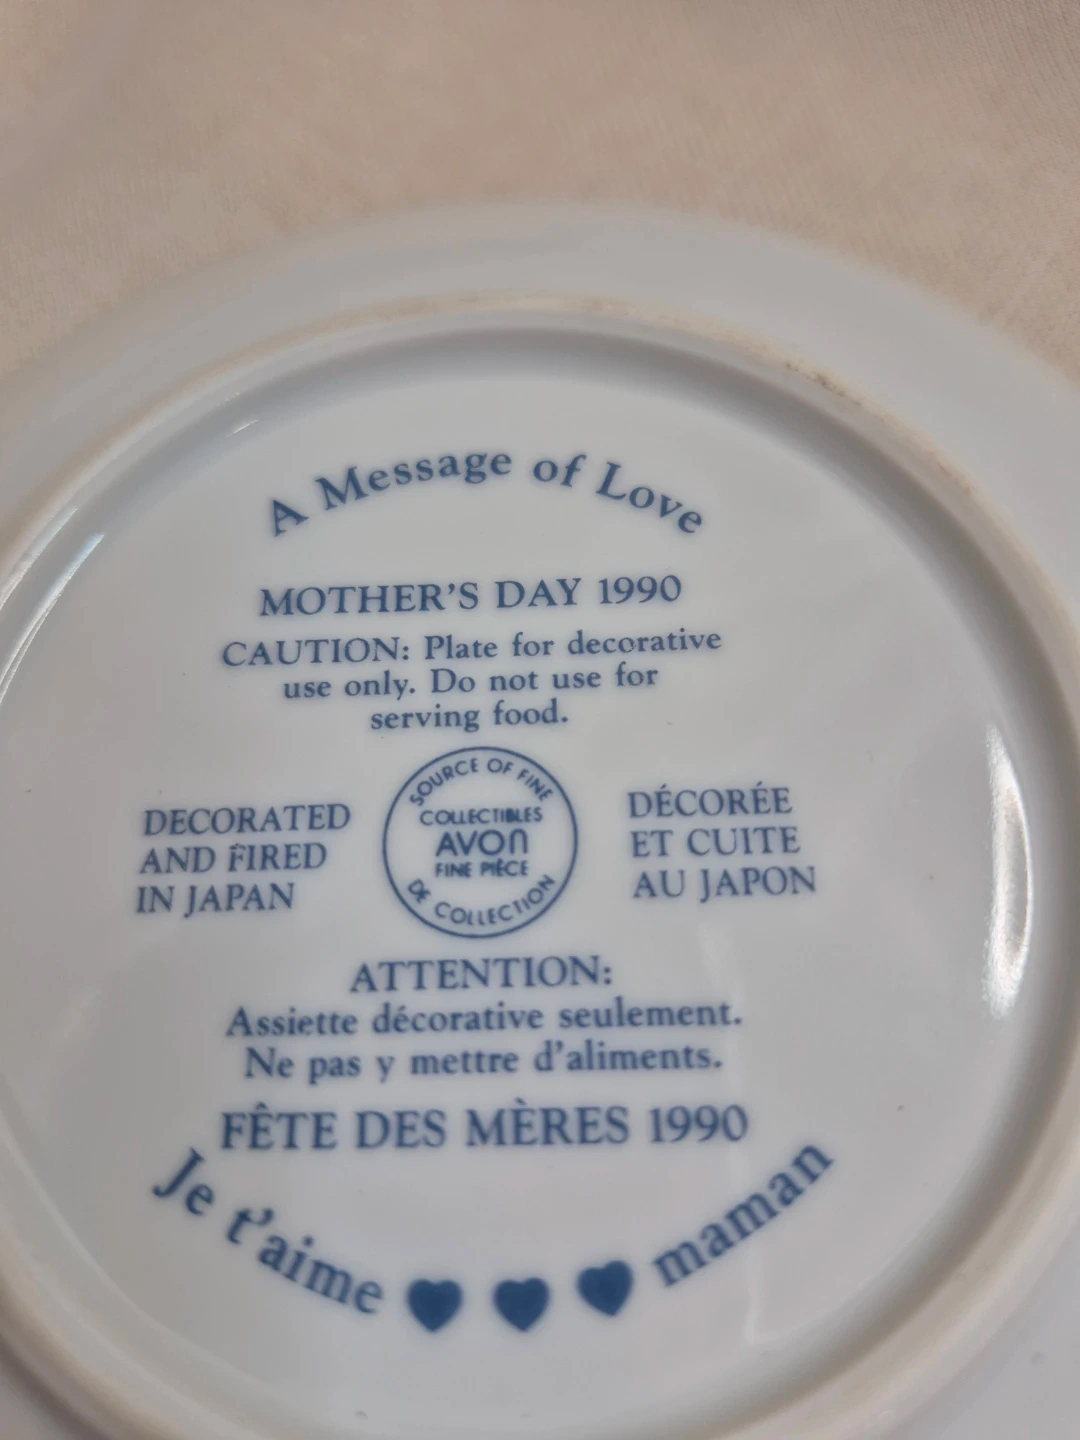 A Message of Love
MOTHER'S DAY 1990
CAUTION: Plate for decorative
use only. Do not use for
serving food.
DECORATED
AND FIRED
IN JAPAN
SOURCE OF FINE
COLLECTIBLES
AVON
FINE PIÈCE
DE COLLECTION
DÉCORÉE
ET CUITE
AU JAPON
ATTENTION:
Assiette décorative seulement.
Ne pas y mettre d'aliments.
FÊTE DES MÈRES 1990
Je t'aime ♥ ♥ ♥ maman